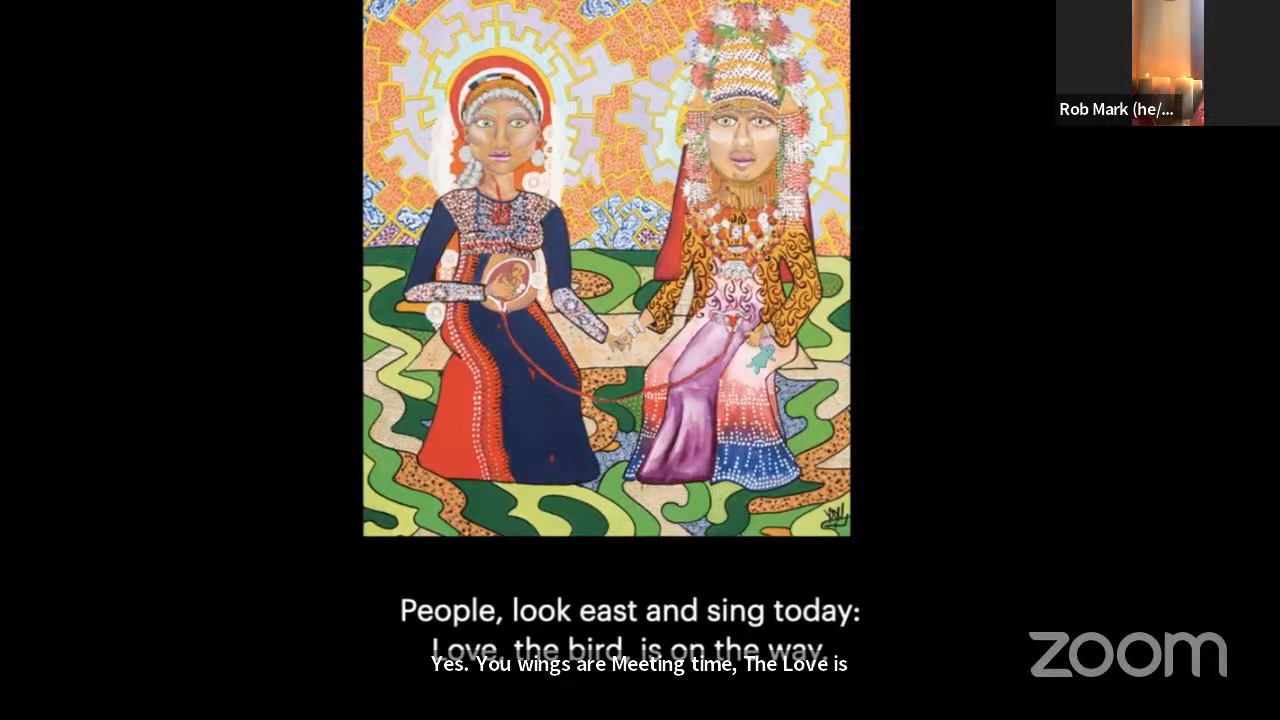 Rob Mark (he/...
People, look east and sing today:
Love, the bird, is on the way.
Yes. You wings are Meeting time, The Love is
zoom